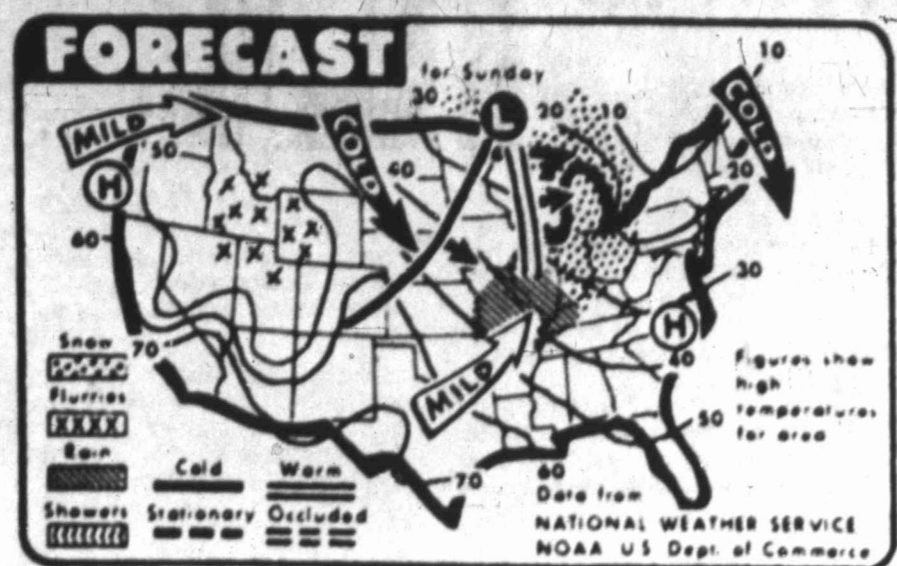 FORECAST
for Sunday
10
30
20
10
L
COLD
MILD
COLD
50
40
20
H
60
30
H
70
40
MILD
50
60
70
Snow
Flurries
Rain
Showers
Cold
Warm
Stationary
Occluded
Figures show
high
temperatures
for area
Data from
NATIONAL WEATHER SERVICE
NOAA US Dept. of Commerce